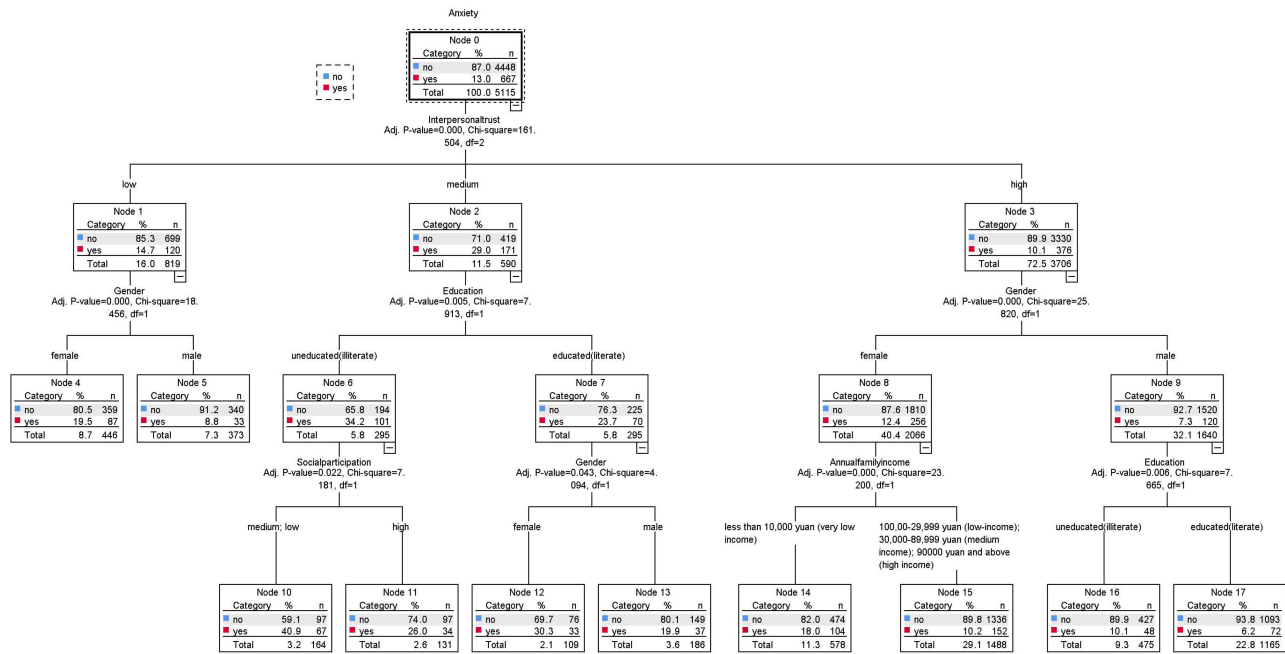 Anxiety
no
yes
Node 0
Category % n
no 87.0 4448
yes 13.0 667
Total 100.0 5115
Interpersonaltrust
Adj. P-value=0.000, Chi-square=161.
504, df=2
low
medium
high
Node 1
Category % n
no 85.3 699
yes 14.7 120
Total 16.0 819
Gender
Adj. P-value=0.000, Chi-square=18.
456, df=1
Node 2
Category % n
no 71.0 419
yes 29.0 171
Total 11.5 590
Education
Adj. P-value=0.005, Chi-square=7.
913, df=1
Node 3
Category % n
no 89.9 3330
yes 10.1 376
Total 72.5 3706
Gender
Adj. P-value=0.000, Chi-square=25.
820, df=1
female
male
uneducated(illiterate)
educated(literate)
female
male
Node 4
Category % n
no 80.5 359
yes 19.5 87
Total 8.7 446
Node 5
Category % n
no 91.2 340
yes 8.8 33
Total 7.3 373
Node 6
Category % n
no 65.8 194
yes 34.2 101
Total 5.8 295
Socialparticipation
Adj. P-value=0.022, Chi-square=7.
181, df=1
Node 7
Category % n
no 76.3 225
yes 23.7 70
Total 5.8 295
Gender
Adj. P-value=0.043, Chi-square=4.
094, df=1
Node 8
Category % n
no 87.6 1810
yes 12.4 256
Total 40.4 2066
Annualfamilyincome
Adj. P-value=0.000, Chi-square=23.
200, df=1
Node 9
Category % n
no 92.7 1520
yes 7.3 120
Total 32.1 1640
Education
Adj. P-value=0.006, Chi-square=7.
665, df=1
medium; low
high
female
male
less than 10,000 yuan (very low
income)
100,00-29,999 yuan (low-income);
30,000-89,999 yuan (medium
income); 90000 yuan and above
(high income)
uneducated(illiterate)
educated(literate)
Node 10
Category % n
no 59.1 97
yes 40.9 67
Total 3.2 164
Node 11
Category % n
no 74.0 97
yes 26.0 34
Total 2.6 131
Node 12
Category % n
no 69.7 76
yes 30.3 33
Total 2.1 109
Node 13
Category % n
no 80.1 149
yes 19.9 37
Total 3.6 186
Node 14
Category % n
no 82.0 474
yes 18.0 104
Total 11.3 578
Node 15
Category % n
no 89.8 1336
yes 10.2 152
Total 29.1 1488
Node 16
Category % n
no 89.9 427
yes 10.1 48
Total 9.3 475
Node 17
Category % n
no 93.8 1093
yes 6.2 72
Total 22.8 1165